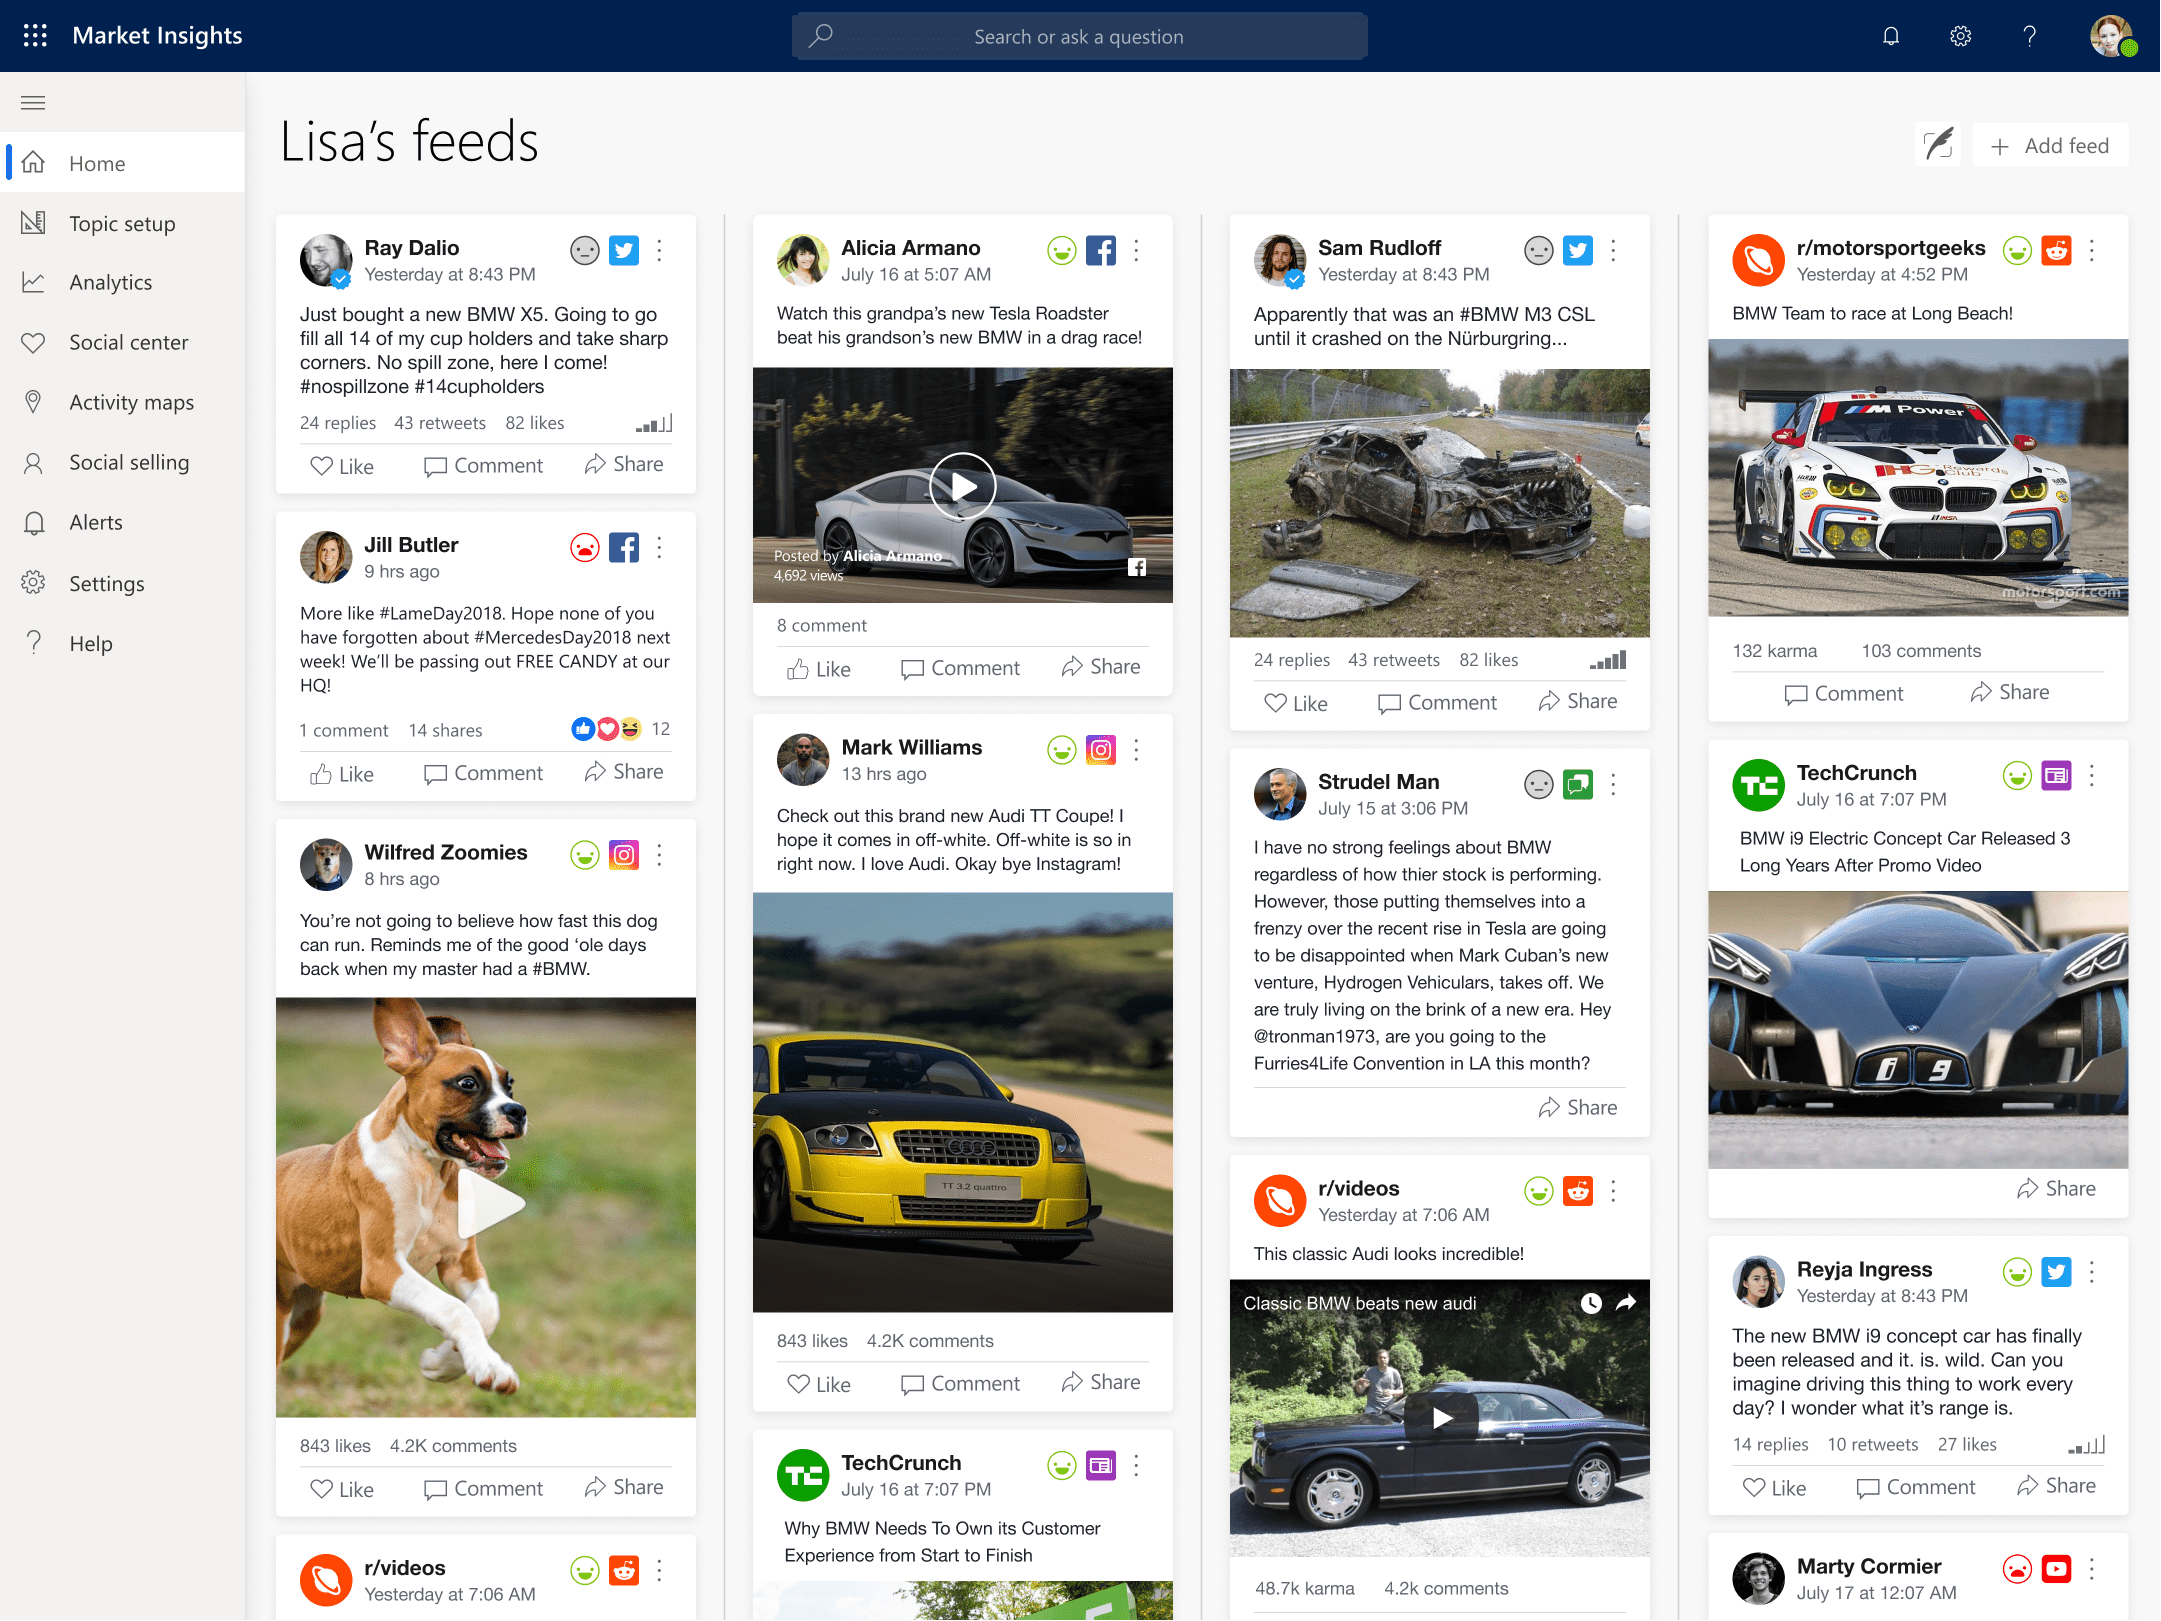 Market Insights
Search or ask a question
Home
Topic setup
Analytics
Social center
Activity maps
Social selling
Alerts
Settings
Help
Lisa’s feeds
Add feed
Ray Dalio
Yesterday at 8:43 PM
Just bought a new BMW X5. Going to go
fill all 14 of my cup holders and take sharp
corners. No spill zone, here I come!
#nospillzone #14cupholders
24 replies 43 retweets 82 likes
Like Comment Share
Jill Butler
9 hrs ago
More like #LameDay2018. Hope none of you
have forgotten about #MercedesDay2018 next
week! We’ll be passing out FREE CANDY at our
HQ!
1 comment 14 shares 12
Like Comment Share
Wilfred Zoomies
8 hrs ago
You’re not going to believe how fast this dog
can run. Reminds me of the good ‘ole days
back when my master had a #BMW.
843 likes 4.2K comments
Like Comment Share
r/videos
Yesterday at 7:06 AM
Alicia Armano
July 16 at 5:07 AM
Watch this grandpa’s new Tesla Roadster
beat his grandson’s new BMW in a drag race!
Posted by Alicia Armano
4,692 views
8 comment
Like Comment Share
Mark Williams
13 hrs ago
Check out this brand new Audi TT Coupe! I
hope it comes in off-white. Off-white is so in
right now. I love Audi. Okay bye Instagram!
TT 3.2 quattro
843 likes 4.2K comments
Like Comment Share
TC
TechCrunch
July 16 at 7:07 PM
Why BMW Needs To Own its Customer
Experience from Start to Finish
Sam Rudloff
Yesterday at 8:43 PM
Apparently that was an #BMW M3 CSL
until it crashed on the Nürburgring...
24 replies 43 retweets 82 likes
Like Comment Share
Strudel Man
July 15 at 3:06 PM
I have no strong feelings about BMW
regardless of how thier stock is performing.
However, those putting themselves into a
frenzy over the recent rise in Tesla are going
to be disappointed when Mark Cuban’s new
venture, Hydrogen Vehiculars, takes off. We
are truly living on the brink of a new era. Hey
@tronman1973, are you going to the
Furries4Life Convention in LA this month?
Share
r/videos
Yesterday at 7:06 AM
This classic Audi looks incredible!
Classic BMW beats new audi
48.7k karma 4.2k comments
r/motorsportgeeks
Yesterday at 4:52 PM
BMW Team to race at Long Beach!
M Power
IHG Rewards
Club
IMSA
motorsport.com
132 karma 103 comments
Comment Share
TC
TechCrunch
July 16 at 7:07 PM
BMW i9 Electric Concept Car Released 3
Long Years After Promo Video
i 9
Share
Reyja Ingress
Yesterday at 8:43 PM
The new BMW i9 concept car has finally
been released and it. is. wild. Can you
imagine driving this thing to work every
day? I wonder what it’s range is.
14 replies 10 retweets 27 likes
Like Comment Share
Marty Cormier
July 17 at 12:07 AM